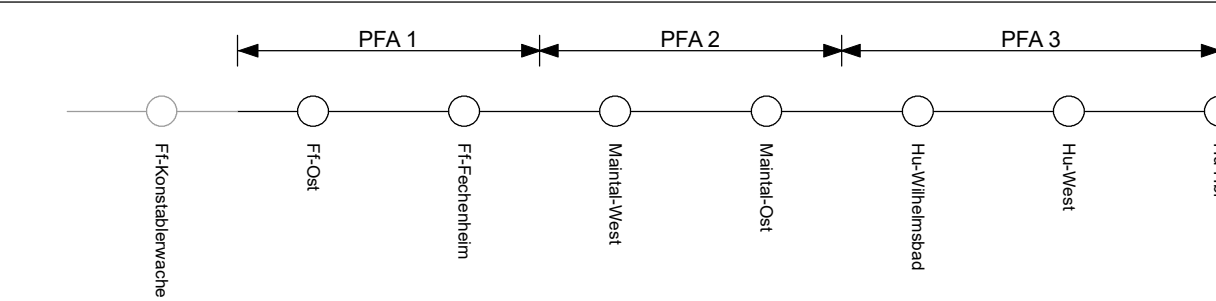 PFA 1
PFA 2
PFA 3
Ff-Konstablerwache
Ff-Ost
Ff-Fechenheim
Maintal-West
Maintal-Ost
Hu-Wilhelmsbad
Hu-West